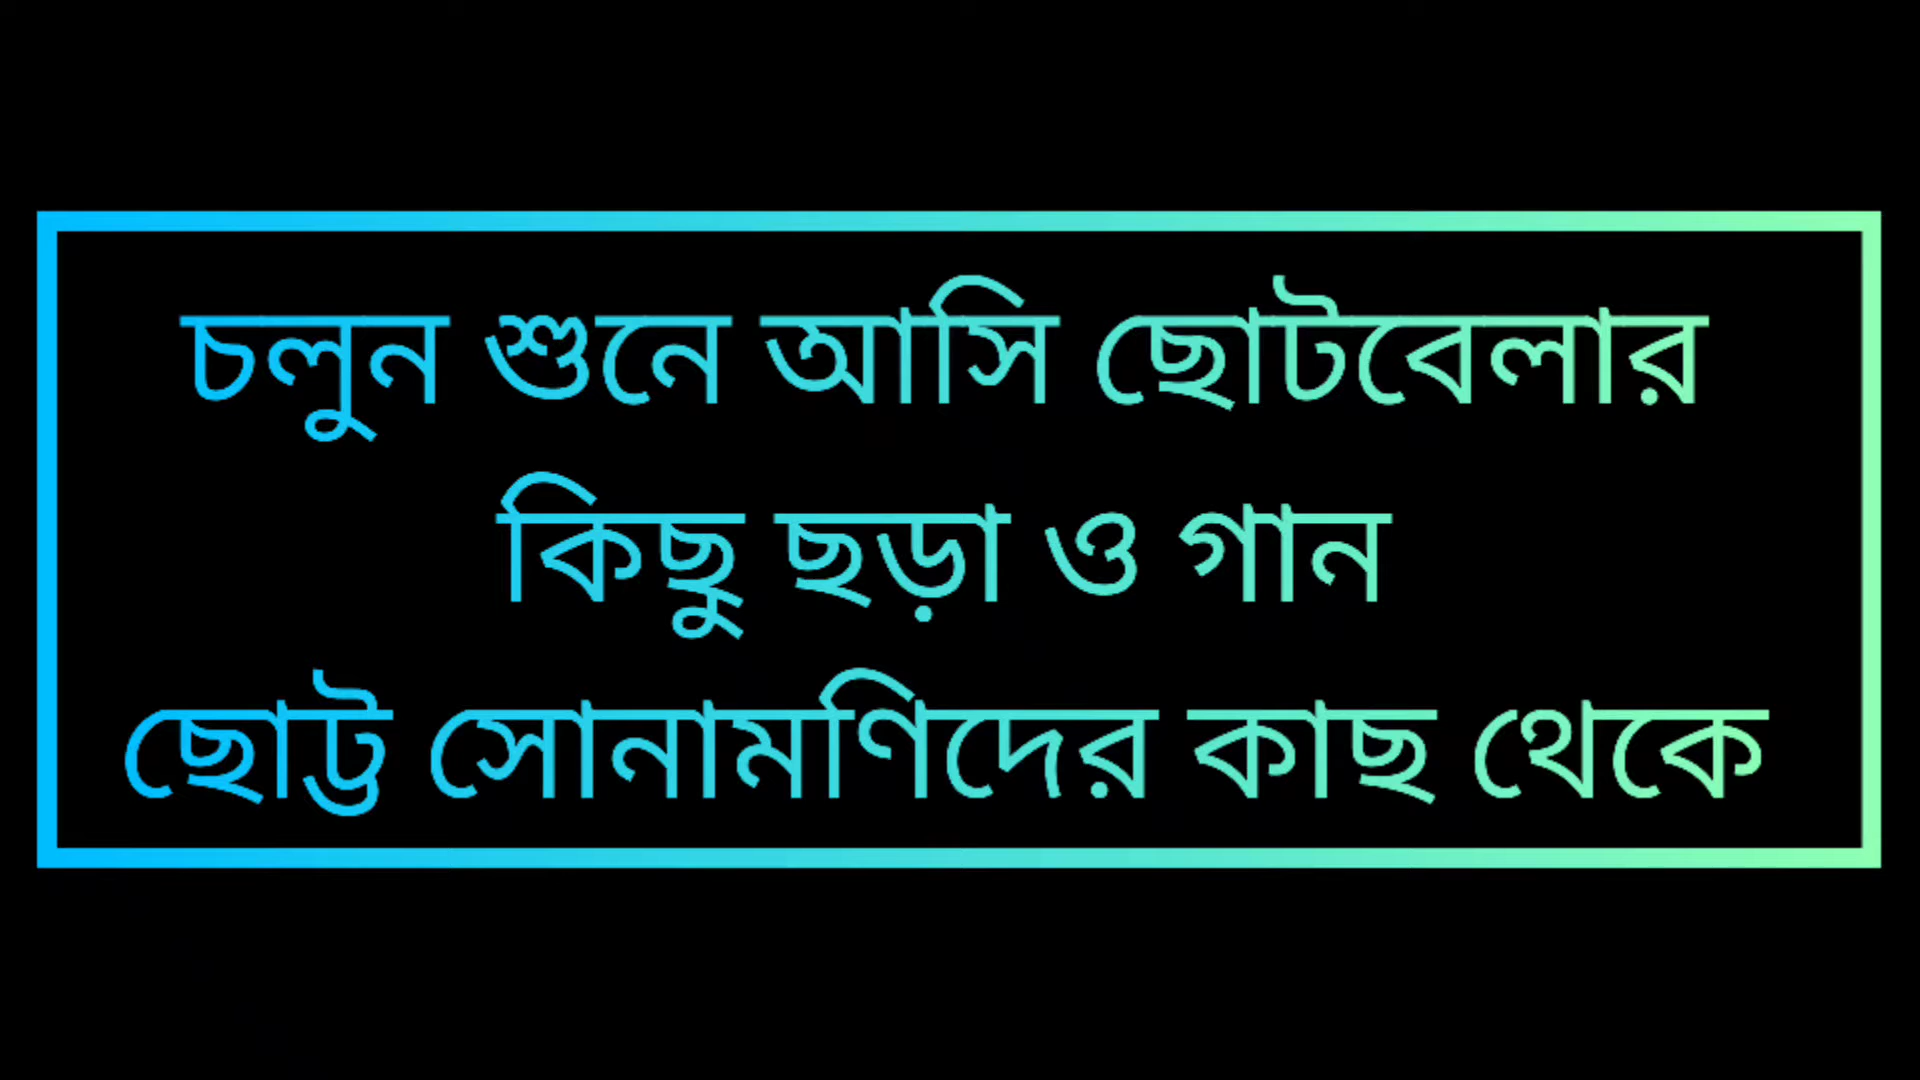 চলুন শুনে আসি ছোটবেলার
কিছু ছড়া ও গান
ছোট্ট সোনামণিদের কাছ থেকে